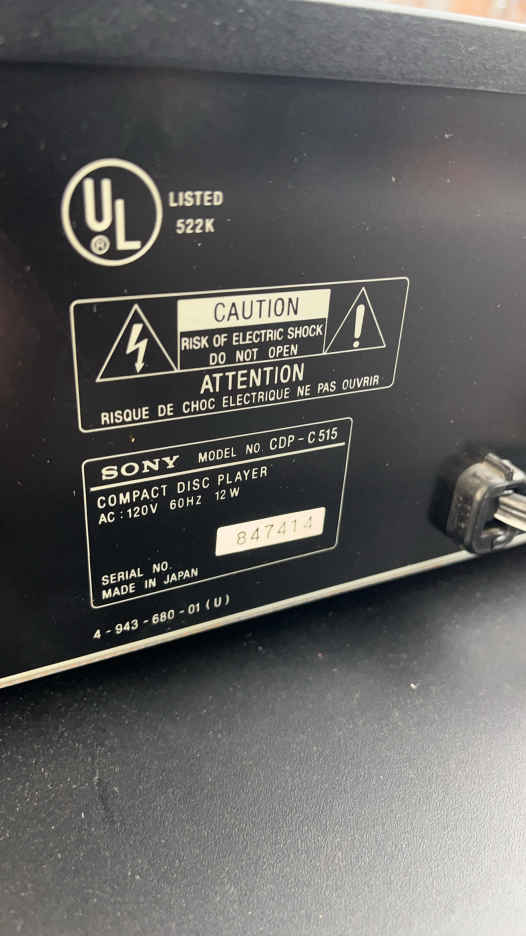 UL ®
LISTED
522K
CAUTION
RISK OF ELECTRIC SHOCK
DO NOT OPEN
ATTENTION
RISQUE DE CHOC ELECTRIQUE NE PAS OUVRIR
SONY MODEL NO. CDP-C515
COMPACT DISC PLAYER
AC:120V 60HZ 12W
847414
SERIAL NO.
MADE IN JAPAN
4-943-680-01(U)